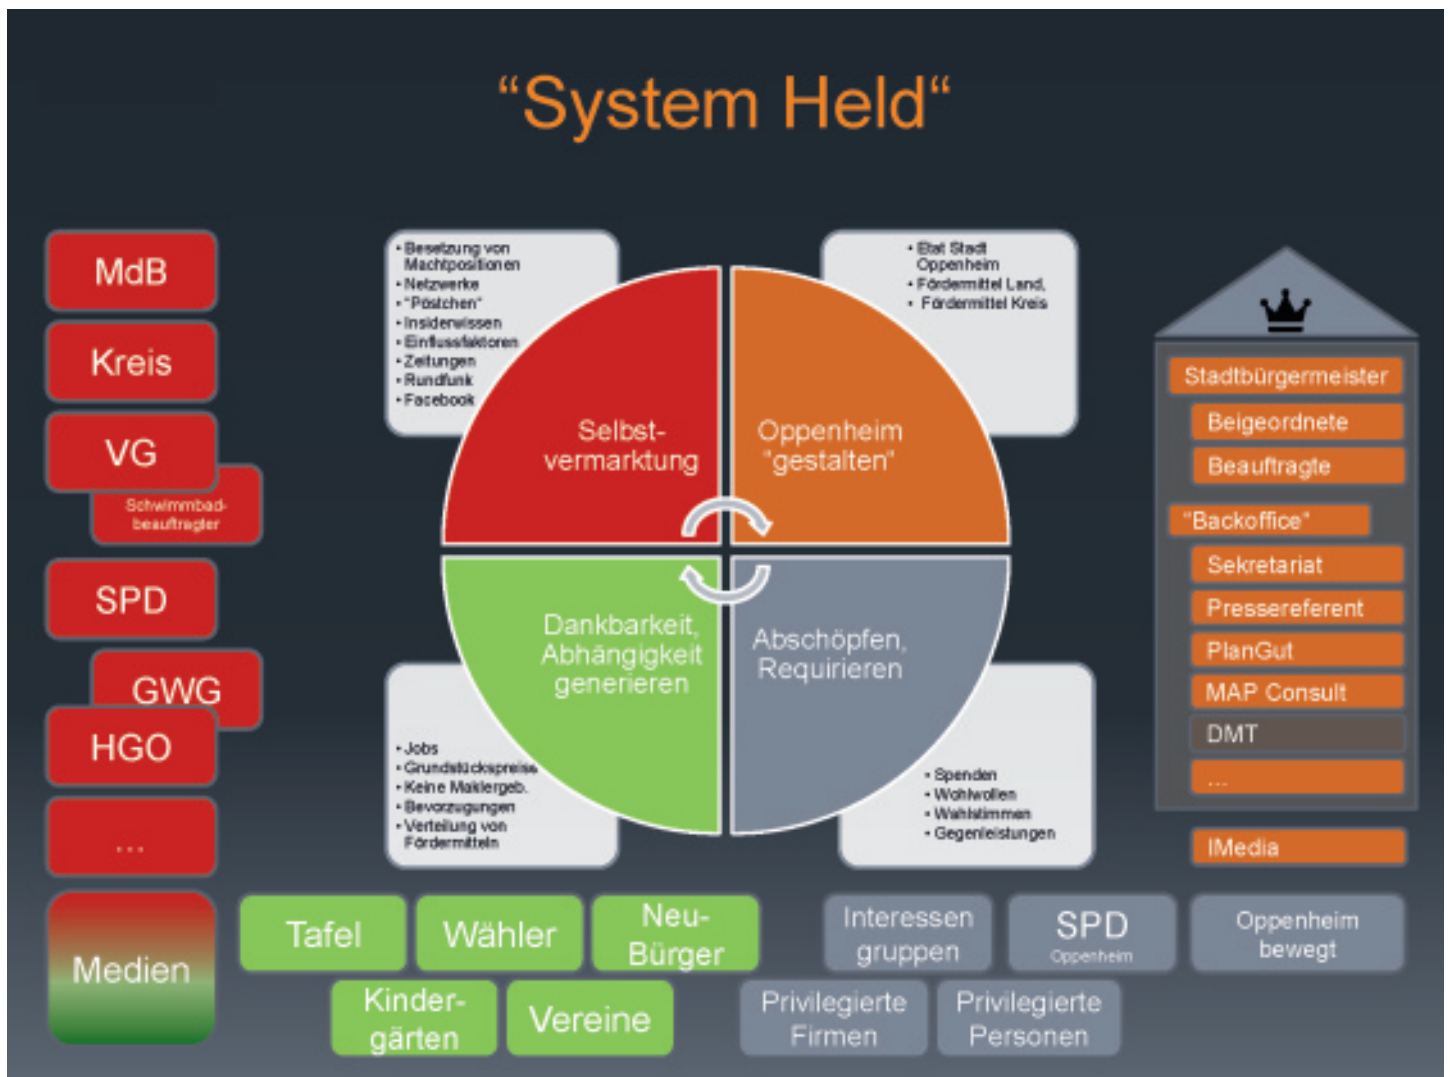 “System Held“
MdB
Kreis
VG
Schwimmbad-
beauftragter
SPD
GWG
HGO
...
Medien
• Besetzung von
Machtpositionen
• Netzwerke
• "Pöstchen"
• Insiderwissen
• Einflussfaktoren
• Zeitungen
• Rundfunk
• Facebook
Selbst-
vermarktung
• Etat Stadt
Oppenheim
• Fördermittel Land,
• Fördermittel Kreis
Oppenheim
"gestalten"
Dankbarkeit,
Abhängigkeit
generieren
• Jobs
• Grundstückspreise
• Keine Maklergeb.
• Bevorzugungen
• Verteilung von
Fördermitteln
Abschöpfen,
Requirieren
• Spenden
• Wohlwollen
• Wahlstimmen
• Gegenleistungen
Stadtbürgermeister
Beigeordnete
Beauftragte
"Backoffice"
Sekretariat
Pressereferent
PlanGut
MAP Consult
DMT
...
IMedia
Tafel
Wähler
Neu-
Bürger
Kinder-
gärten
Vereine
Interessen
gruppen
SPD
Oppenheim
Oppenheim
bewegt
Privilegierte
Firmen
Privilegierte
Personen